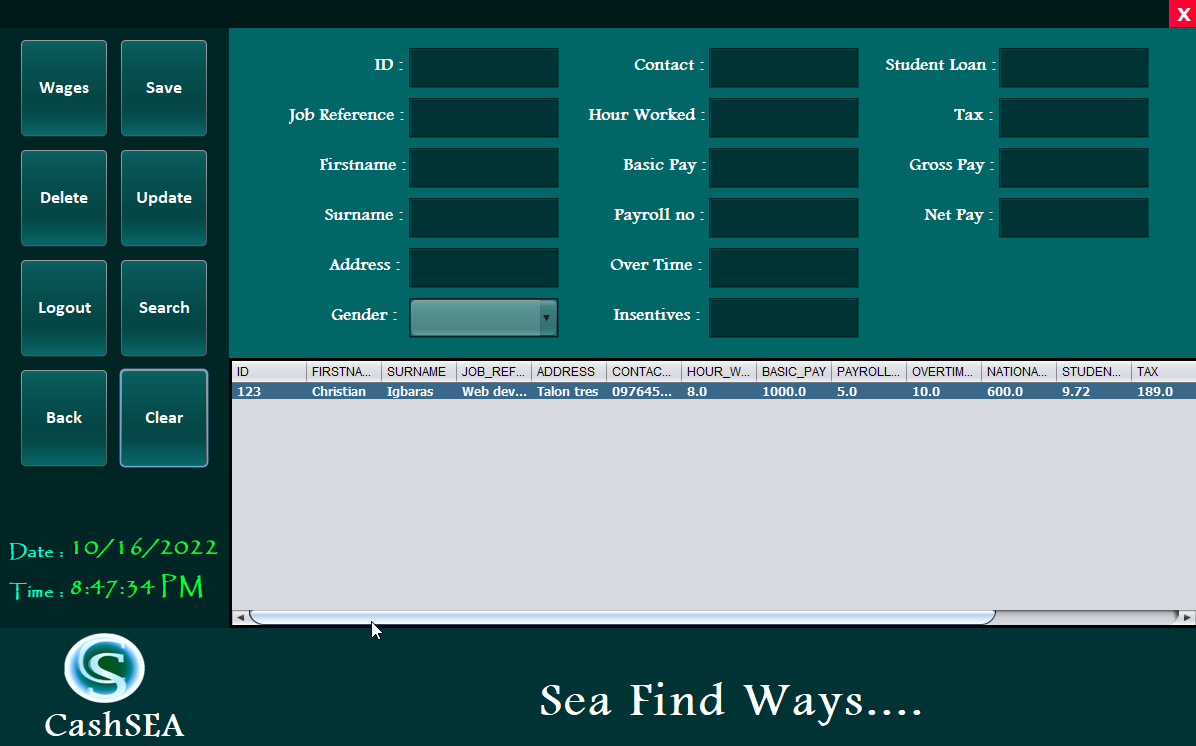 X
Wages Save
Delete Update
Logout Search
Back Clear
Date : 10/16/2022
Time : 8:47:34 PM
ID : Contact : Student Loan :
Job Reference : Hour Worked : Tax :
Firstname : Basic Pay : Gross Pay :
Surname : Payroll no : Net Pay :
Address : Over Time :
Gender : Insentives :
ID FIRSTNA... SURNAME JOB_REF... ADDRESS CONTAC... HOUR_W... BASIC_PAY PAYROLL... OVERTIM... NATIONA... STUDEN... TAX
123 Christian Igbaras Web dev... Talon tres 097645... 8.0 1000.0 5.0 10.0 600.0 9.72 189.0
S
CashSEA
Sea Find Ways....